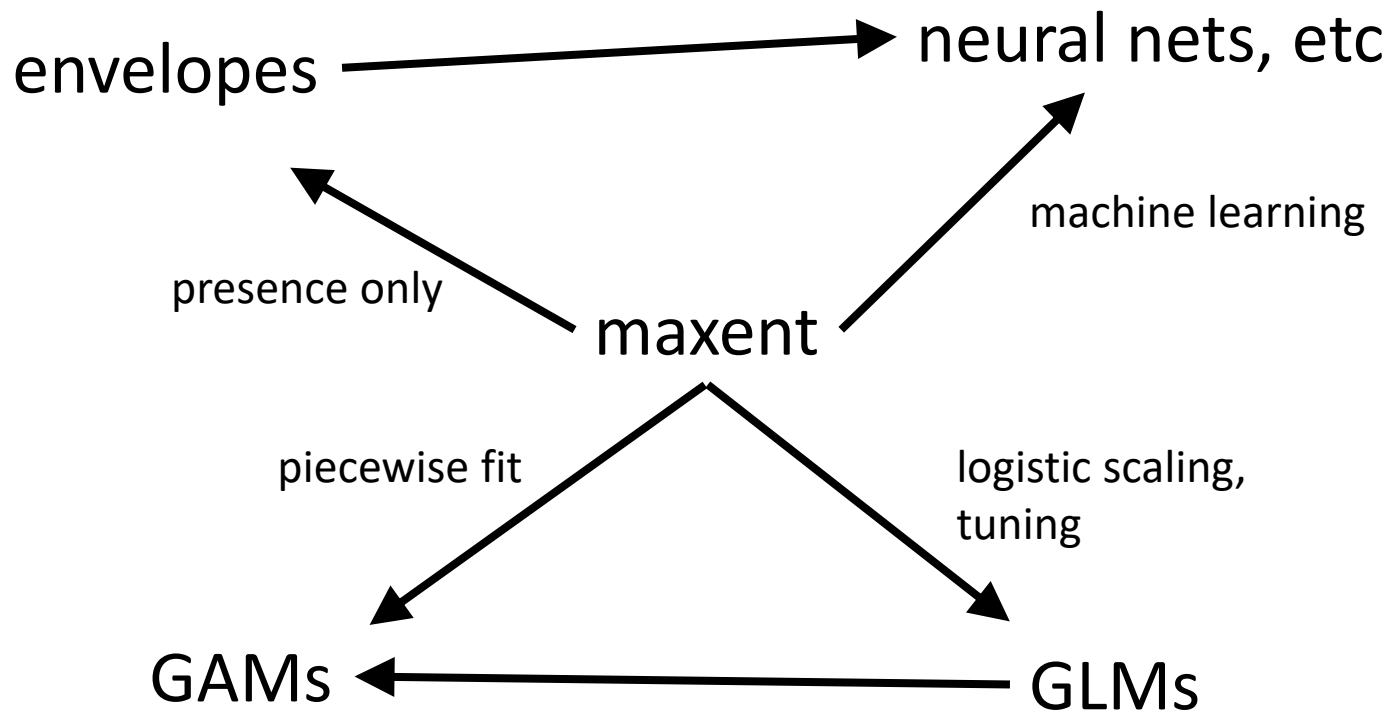 envelopes
neural nets, etc
machine learning
presence only
maxent
piecewise fit
logistic scaling,
tuning
GAMs
GLMs